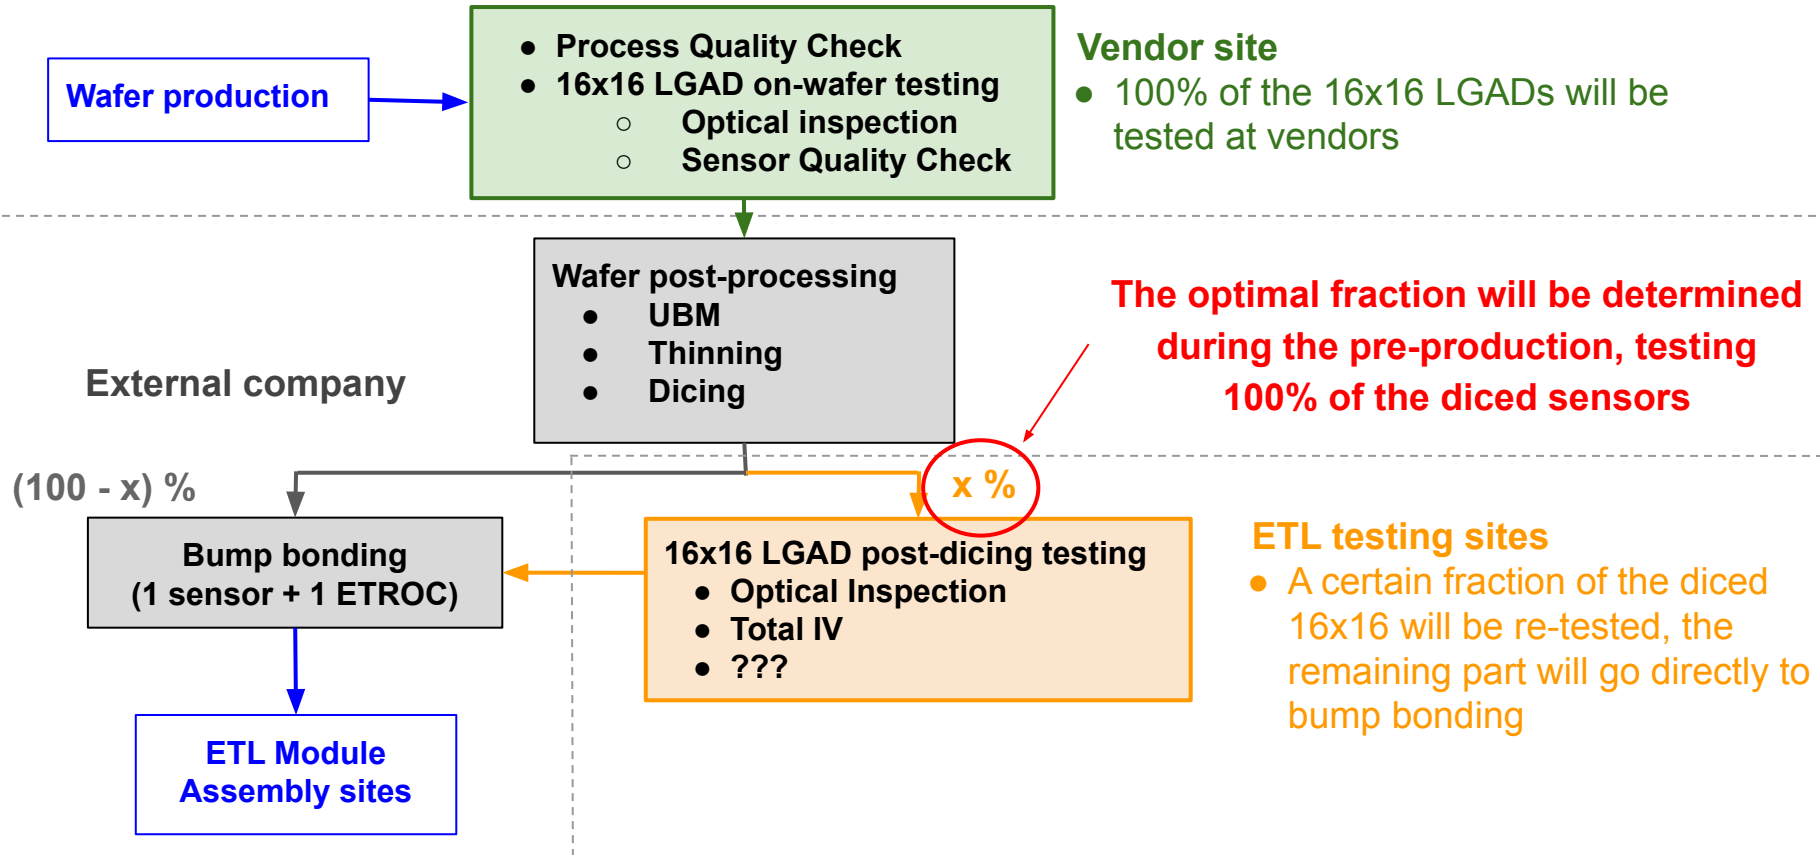 Wafer production
● Process Quality Check
● 16x16 LGAD on-wafer testing
○ Optical inspection
○ Sensor Quality Check
Vendor site
● 100% of the 16x16 LGADs will be
tested at vendors
Wafer post-processing
● UBM
● Thinning
● Dicing
External company
The optimal fraction will be determined
during the pre-production, testing
100% of the diced sensors
(100 - x) %
x %
Bump bonding
(1 sensor + 1 ETROC)
16x16 LGAD post-dicing testing
● Optical Inspection
● Total IV
● ???
ETL testing sites
● A certain fraction of the diced
16x16 will be re-tested, the
remaining part will go directly to
bump bonding
ETL Module
Assembly sites